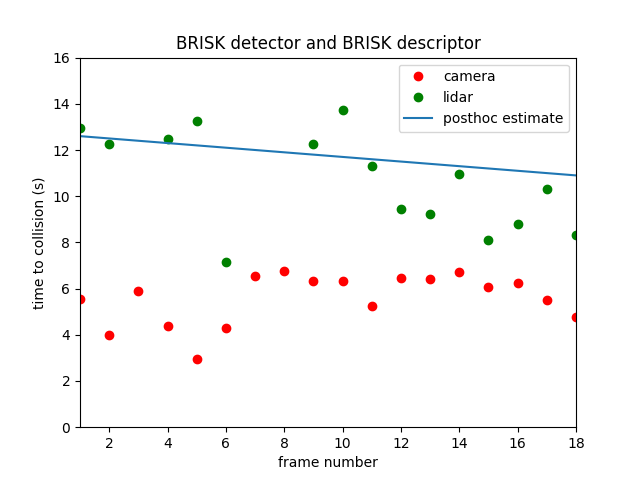 BRISK detector and BRISK descriptor
camera
lidar
posthoc estimate
time to collision (s)
16
14
12
10
8
6
4
2
0
2 4 6 8 10 12 14 16 18
frame number